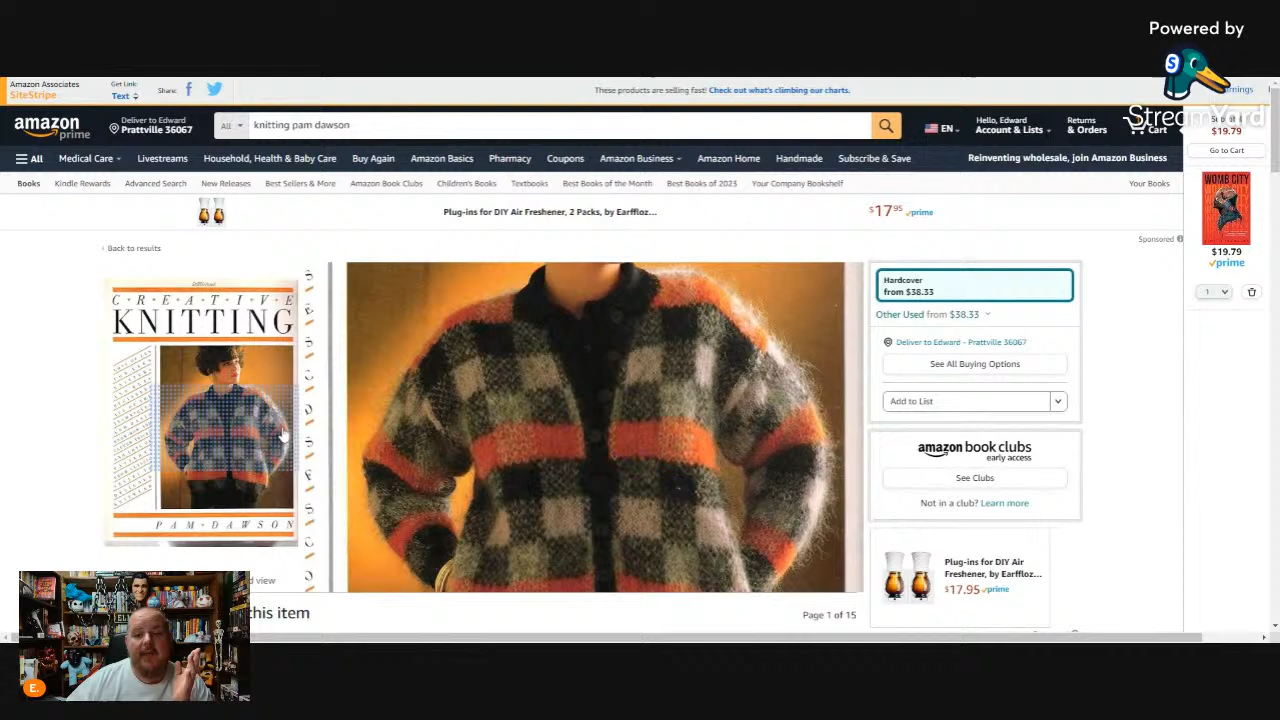 Powered by
StreamYard
Amazon Associates
SiteStripe
Get Link:
Text
Share:
These products are selling fast! Check out what's climbing our charts.
amazon
prime
Deliver to Edward
Prattville 36067
All
knitting pam dawson
EN
Hello, Edward
Account & Lists
Returns
& Orders
Cart
$19.79
Go to Cart
All
Medical Care
Livestreams
Household, Health & Baby Care
Buy Again
Amazon Basics
Pharmacy
Coupons
Amazon Business
Amazon Home
Handmade
Subscribe & Save
Reinventing wholesale, join Amazon Business
Books
Kindle Rewards
Advanced Search
New Releases
Best Sellers & More
Amazon Book Clubs
Children's Books
Textbooks
Best Books of the Month
Best Books of 2023
Your Company Bookshelf
Your Books
Plug-ins for DIY Air Freshener, 2 Packs, by Earffloz...
$17.95 prime
Sponsored
‹ Back to results
CREATIVE
KNITTING
PAM·DAWSON
Hardcover
from $38.33
Other Used from $38.33
Deliver to Edward - Prattville 36067
See All Buying Options
Add to List
amazon book clubs
early access
See Clubs
Not in a club? Learn more
Plug-ins for DIY Air
Freshener, by Earffloz...
$17.95 prime
WOMB CITY
$19.79
prime
1
d view
this item
Page 1 of 15
E.